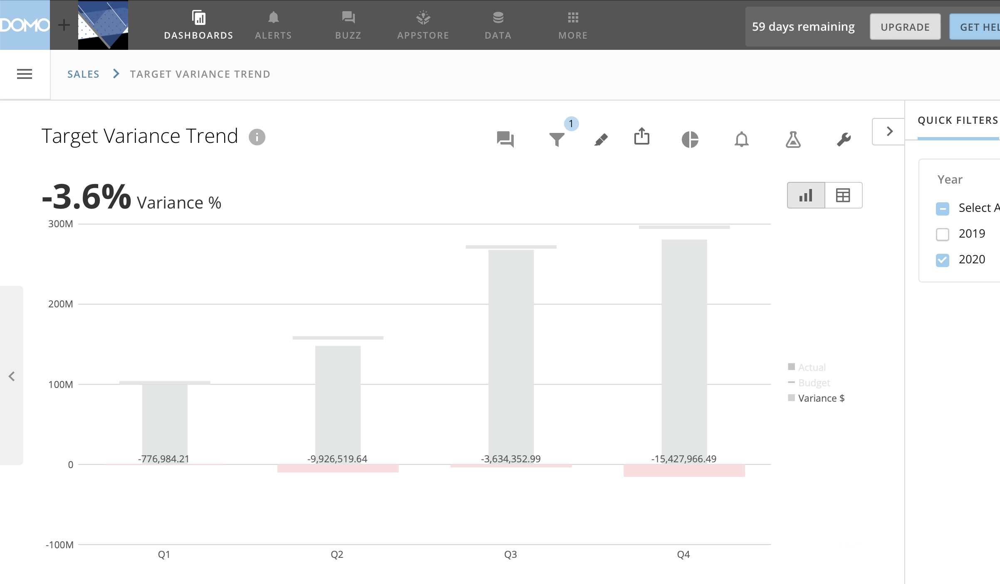 DOMO
DASHBOARDS
ALERTS
BUZZ
APPSTORE
DATA
MORE
59 days remaining
UPGRADE
GET HEL
SALES
TARGET VARIANCE TREND
Target Variance Trend
1
QUICK FILTERS
-3.6% Variance %
Year
Select A
2019
2020
300M
200M
100M
0
-100M
-776,984.21
-9,926,519.64
-3,634,352.99
-15,427,966.49
Q1
Q2
Q3
Q4
Actual
Budget
Variance $